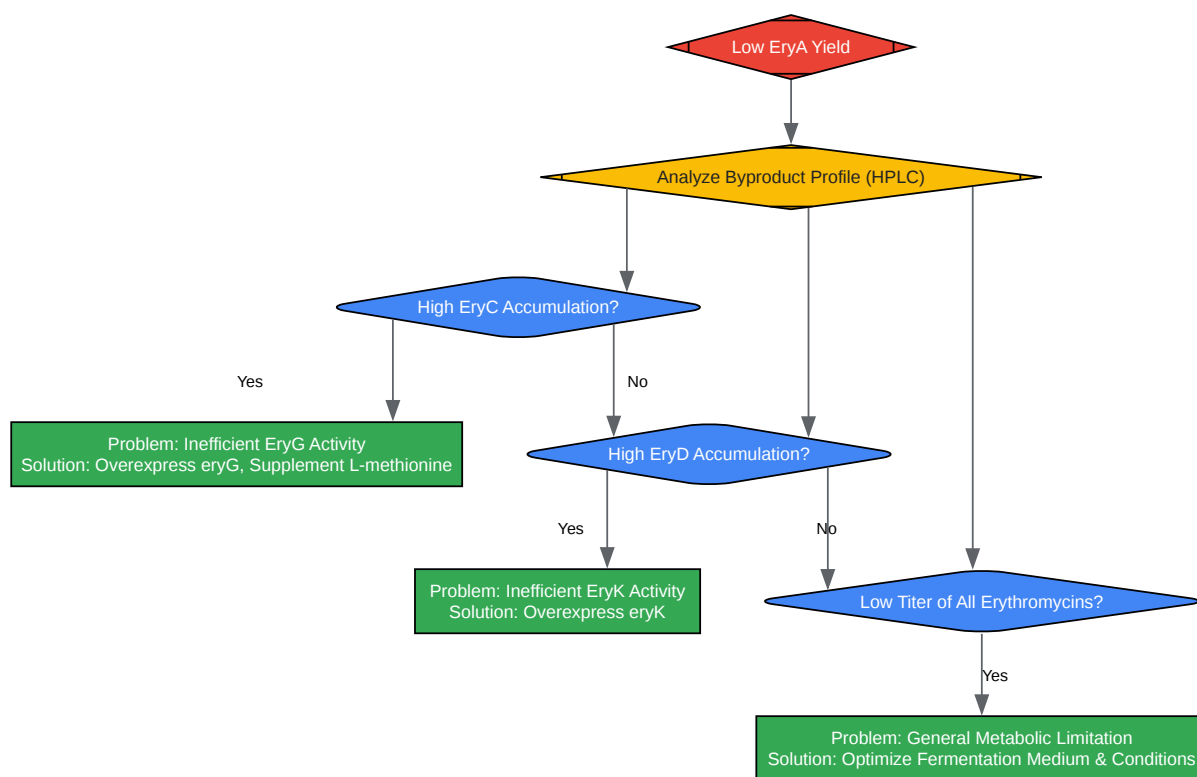 Low EryA Yield
Analyze Byproduct Profile (HPLC)
High EryC Accumulation?
Yes
No
Problem: Inefficient EryG Activity
Solution: Overexpress eryG, Supplement L-methionine
High EryD Accumulation?
Yes
No
Problem: Inefficient EryK Activity
Solution: Overexpress eryK
Low Titer of All Erythromycins?
Yes
Problem: General Metabolic Limitation
Solution: Optimize Fermentation Medium & Conditions